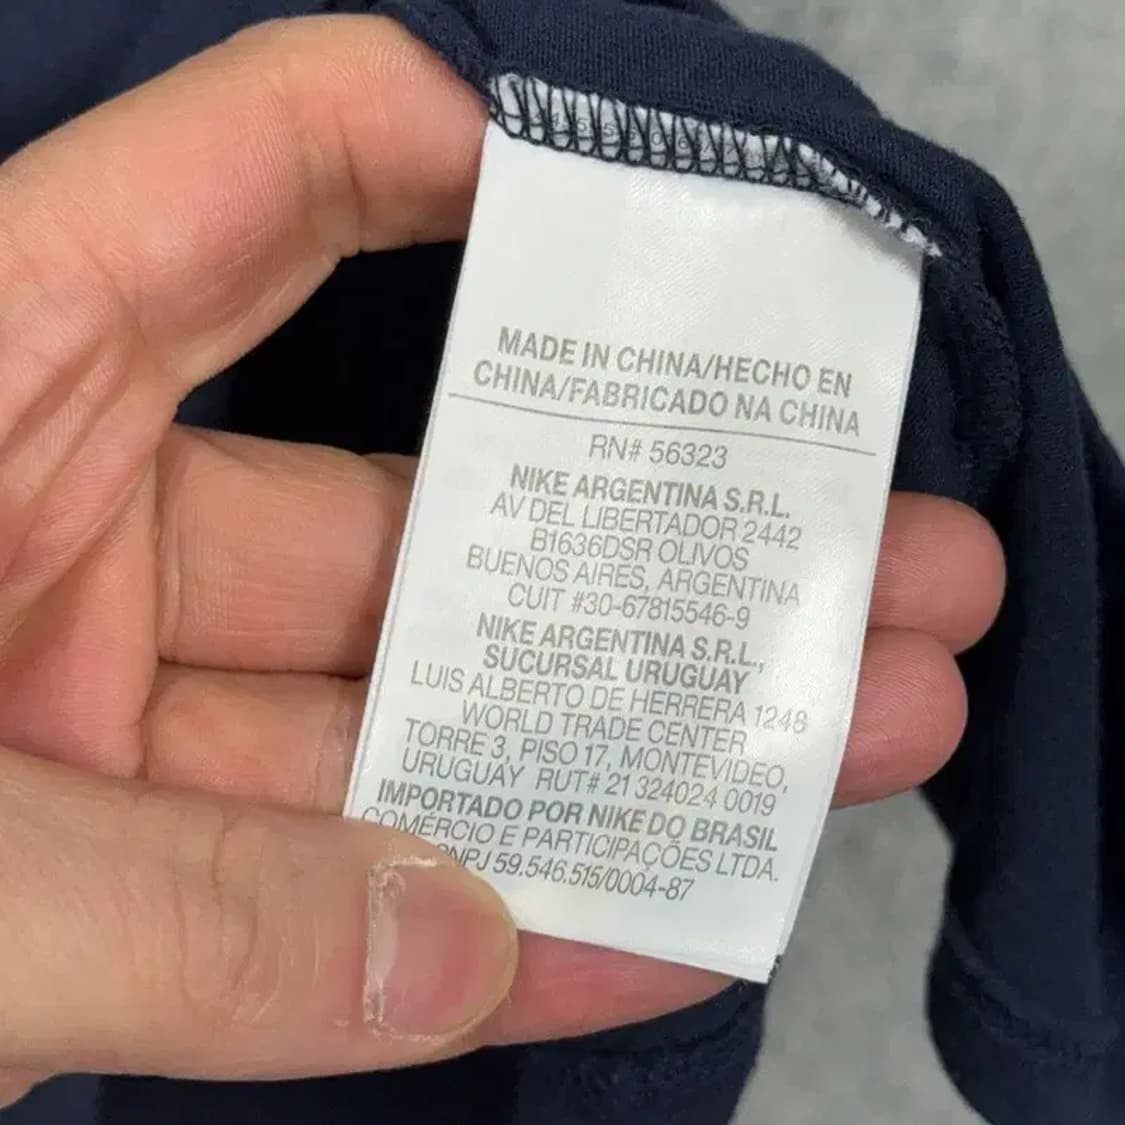 MADE IN CHINA/HECHO EN
CHINA/FABRICADO NA CHINA
RN# 56323
NIKE ARGENTINA S.R.L.
AV DEL LIBERTADOR 2442
B1636DSR OLIVOS
BUENOS AIRES, ARGENTINA
CUIT #30-67815546-9
NIKE ARGENTINA S.R.L.,
SUCURSAL URUGUAY
LUIS ALBERTO DE HERRERA 1248
WORLD TRADE CENTER
TORRE 3, PISO 17, MONTEVIDEO,
URUGUAY RUT# 21 324024 0019
IMPORTADO POR NIKE DO BRASIL
COMÉRCIO E PARTICIPAÇÕES LTDA.
CNPJ 59.546.515/0004-87